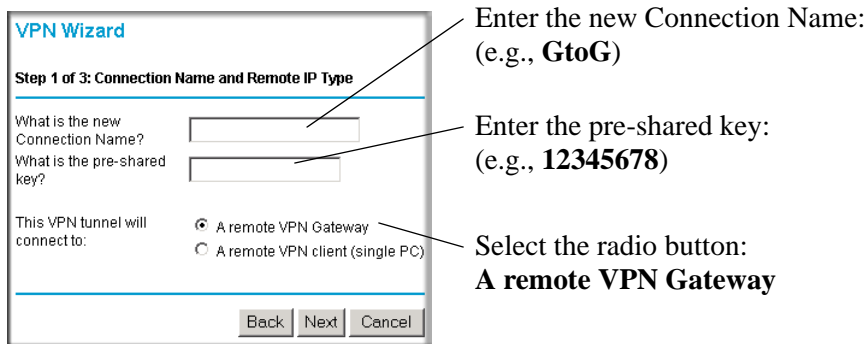 VPN Wizard
Step 1 of 3: Connection Name and Remote IP Type
What is the new
Connection Name?
What is the pre-shared
key?
This VPN tunnel will
connect to:
A remote VPN Gateway
A remote VPN client (single PC)
Back Next Cancel
Enter the new Connection Name:
(e.g., GtoG)
Enter the pre-shared key:
(e.g., 12345678)
Select the radio button:
A remote VPN Gateway